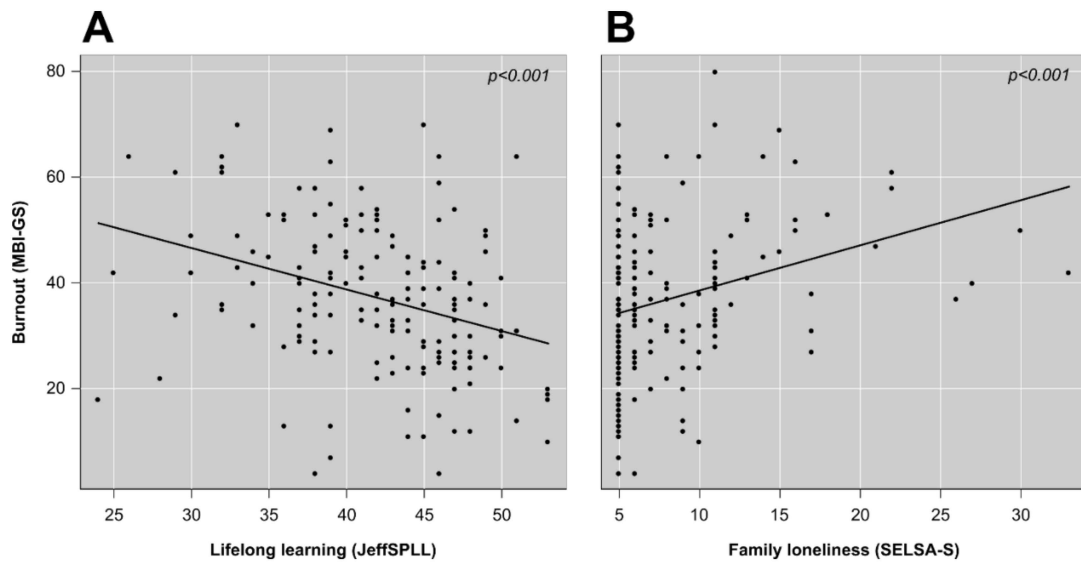 A
B
p<0.001
p<0.001
Burnout (MBI-GS)
80
60
40
20
25 30 35 40 45 50
5 10 15 20 25 30
Lifelong learning (JeffSPLL)
Family loneliness (SELSA-S)